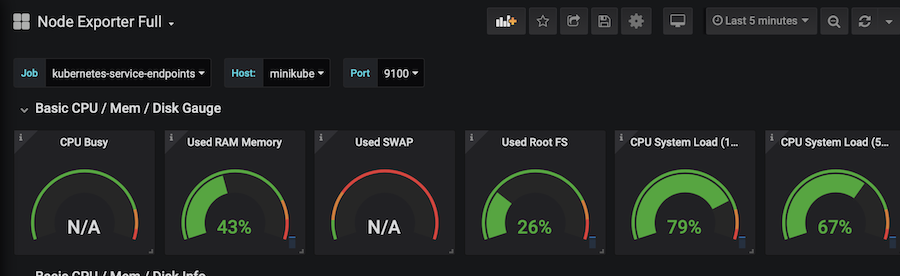 Node Exporter Full
Last 5 minutes
Job kubernetes-service-endpoints Host: minikube Port 9100
Basic CPU / Mem / Disk Gauge
CPU Busy Used RAM Memory Used SWAP Used Root FS CPU System Load (1... CPU System Load (5...
N/A 43% N/A 26% 79% 67%
Basic CPU / Mem / Disk Info